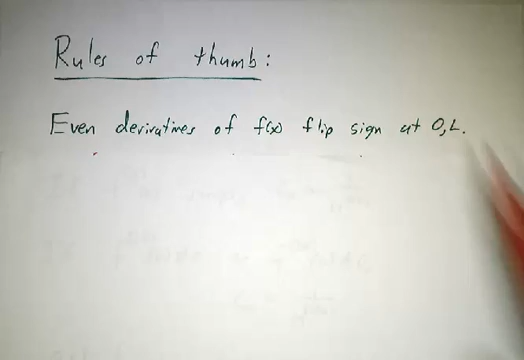 Rules of thumb:
Even derivatives of f(x) flip sign at 0, L.